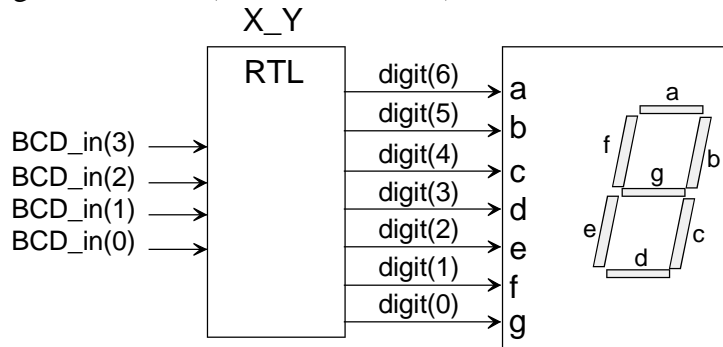 X_Y
RTL
BCD_in(3)
BCD_in(2)
BCD_in(1)
BCD_in(0)
digit(6)
digit(5)
digit(4)
digit(3)
digit(2)
digit(1)
digit(0)
a
b
c
d
e
f
g
a
f
b
g
e
c
d